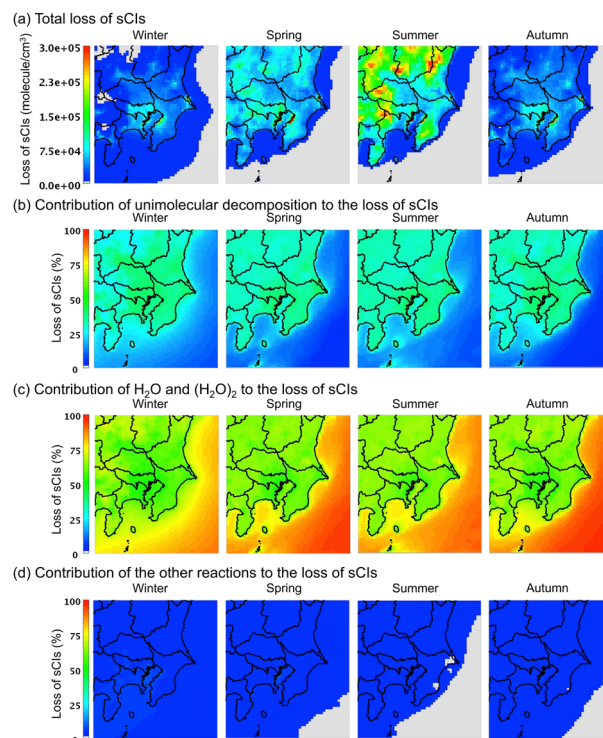 (a) Total loss of sCIs
Winter Spring Summer Autumn
Loss of sCIs (molecule/cm³)
3.0e+05
2.3e+05
1.5e+05
7.5e+04
0.0e+00
(b) Contribution of unimolecular decomposition to the loss of sCIs
Winter Spring Summer Autumn
Loss of sCIs (%)
100
75
50
25
0
(c) Contribution of H₂O and (H₂O)₂ to the loss of sCIs
Winter Spring Summer Autumn
Loss of sCIs (%)
100
75
50
25
0
(d) Contribution of the other reactions to the loss of sCIs
Winter Spring Summer Autumn
Loss of sCIs (%)
100
75
50
25
0